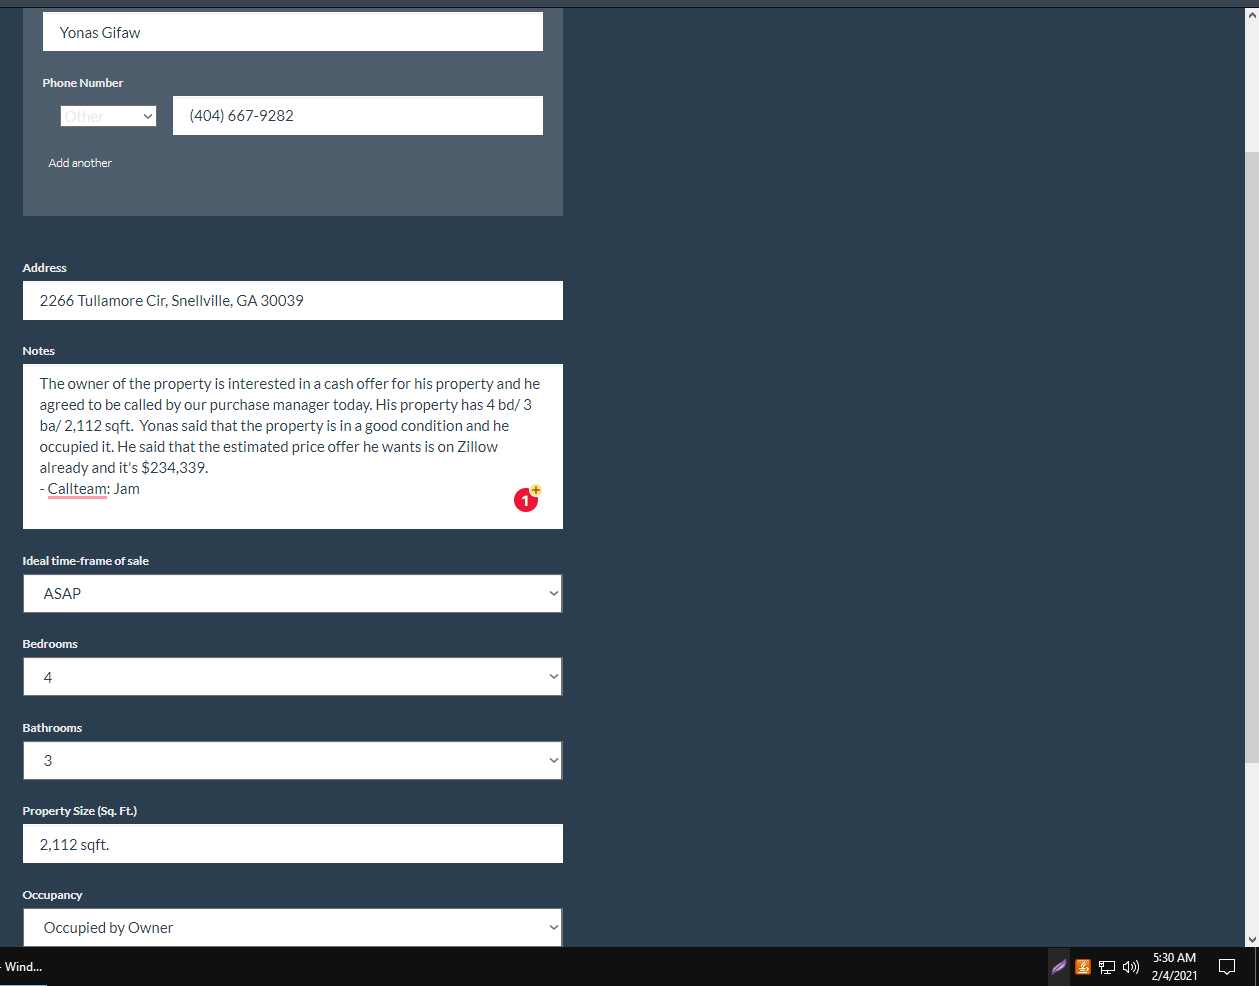 Yonas Gifaw
Phone Number
Other
(404) 667-9282
Add another
Address
2266 Tullamore Cir, Snellville, GA 30039
Notes
The owner of the property is interested in a cash offer for his property and he
agreed to be called by our purchase manager today. His property has 4 bd/ 3
ba/ 2,112 sqft.  Yonas said that the property is in a good condition and he
occupied it. He said that the estimated price offer he wants is on Zillow
already and it's $234,339.
- Callteam: Jam
1
Ideal time-frame of sale
ASAP
Bedrooms
4
Bathrooms
3
Property Size (Sq. Ft.)
2,112 sqft.
Occupancy
Occupied by Owner
- Wind...
5:30 AM
2/4/2021